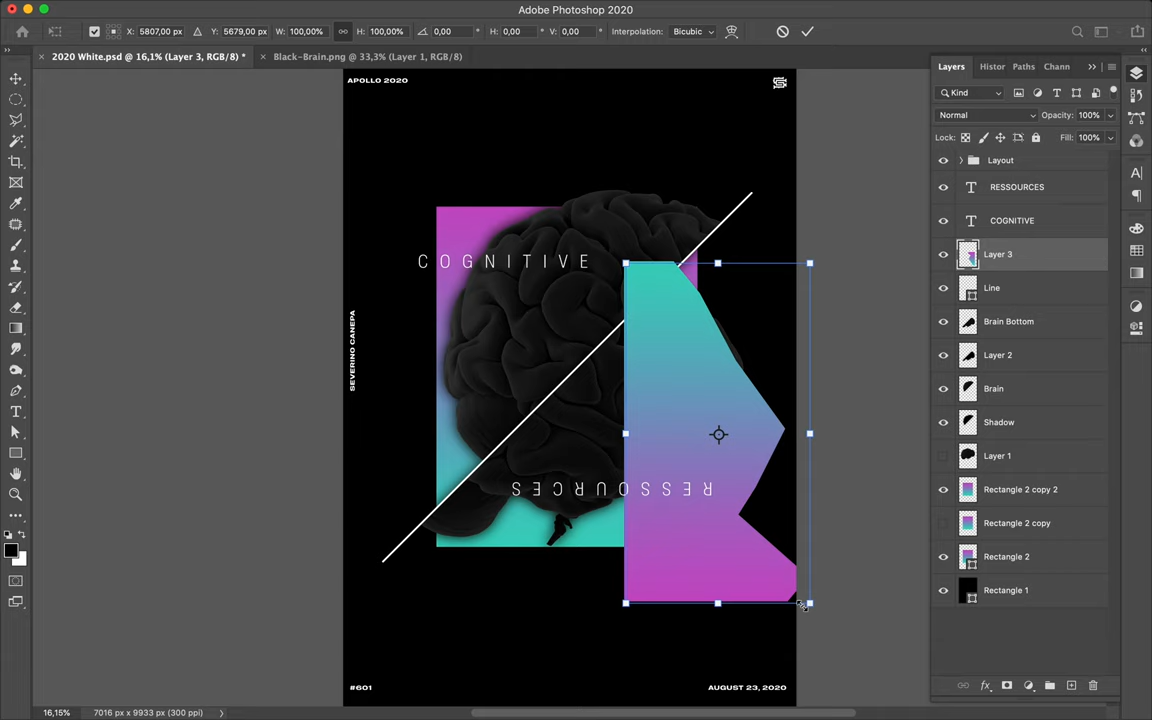 Adobe Photoshop 2020
X: 5807,00 px Y: 5679,00 px W: 100,00% H: 100,00% 0,00 H: 0,00 V: 0,00 Interpolation: Bicubic
2020 White.psd @ 16,1% (Layer 3, RGB/8) * Black-Brain.png @ 33,3% (Layer 1, RGB/8)
Layers Histor Paths Chann
Kind
Normal Opacity: 100%
Lock: Fill: 100%
Layout
RESSOURCES
COGNITIVE
Layer 3
Line
Brain Bottom
Layer 2
Brain
Shadow
Layer 1
Rectangle 2 copy 2
Rectangle 2 copy
Rectangle 2
Rectangle 1
APOLLO 2020
COGNITIVE
SEVERINO CANEPA
RESSOURCES
#601
AUGUST 23, 2020
16,15% 7016 px x 9933 px (300 ppi)